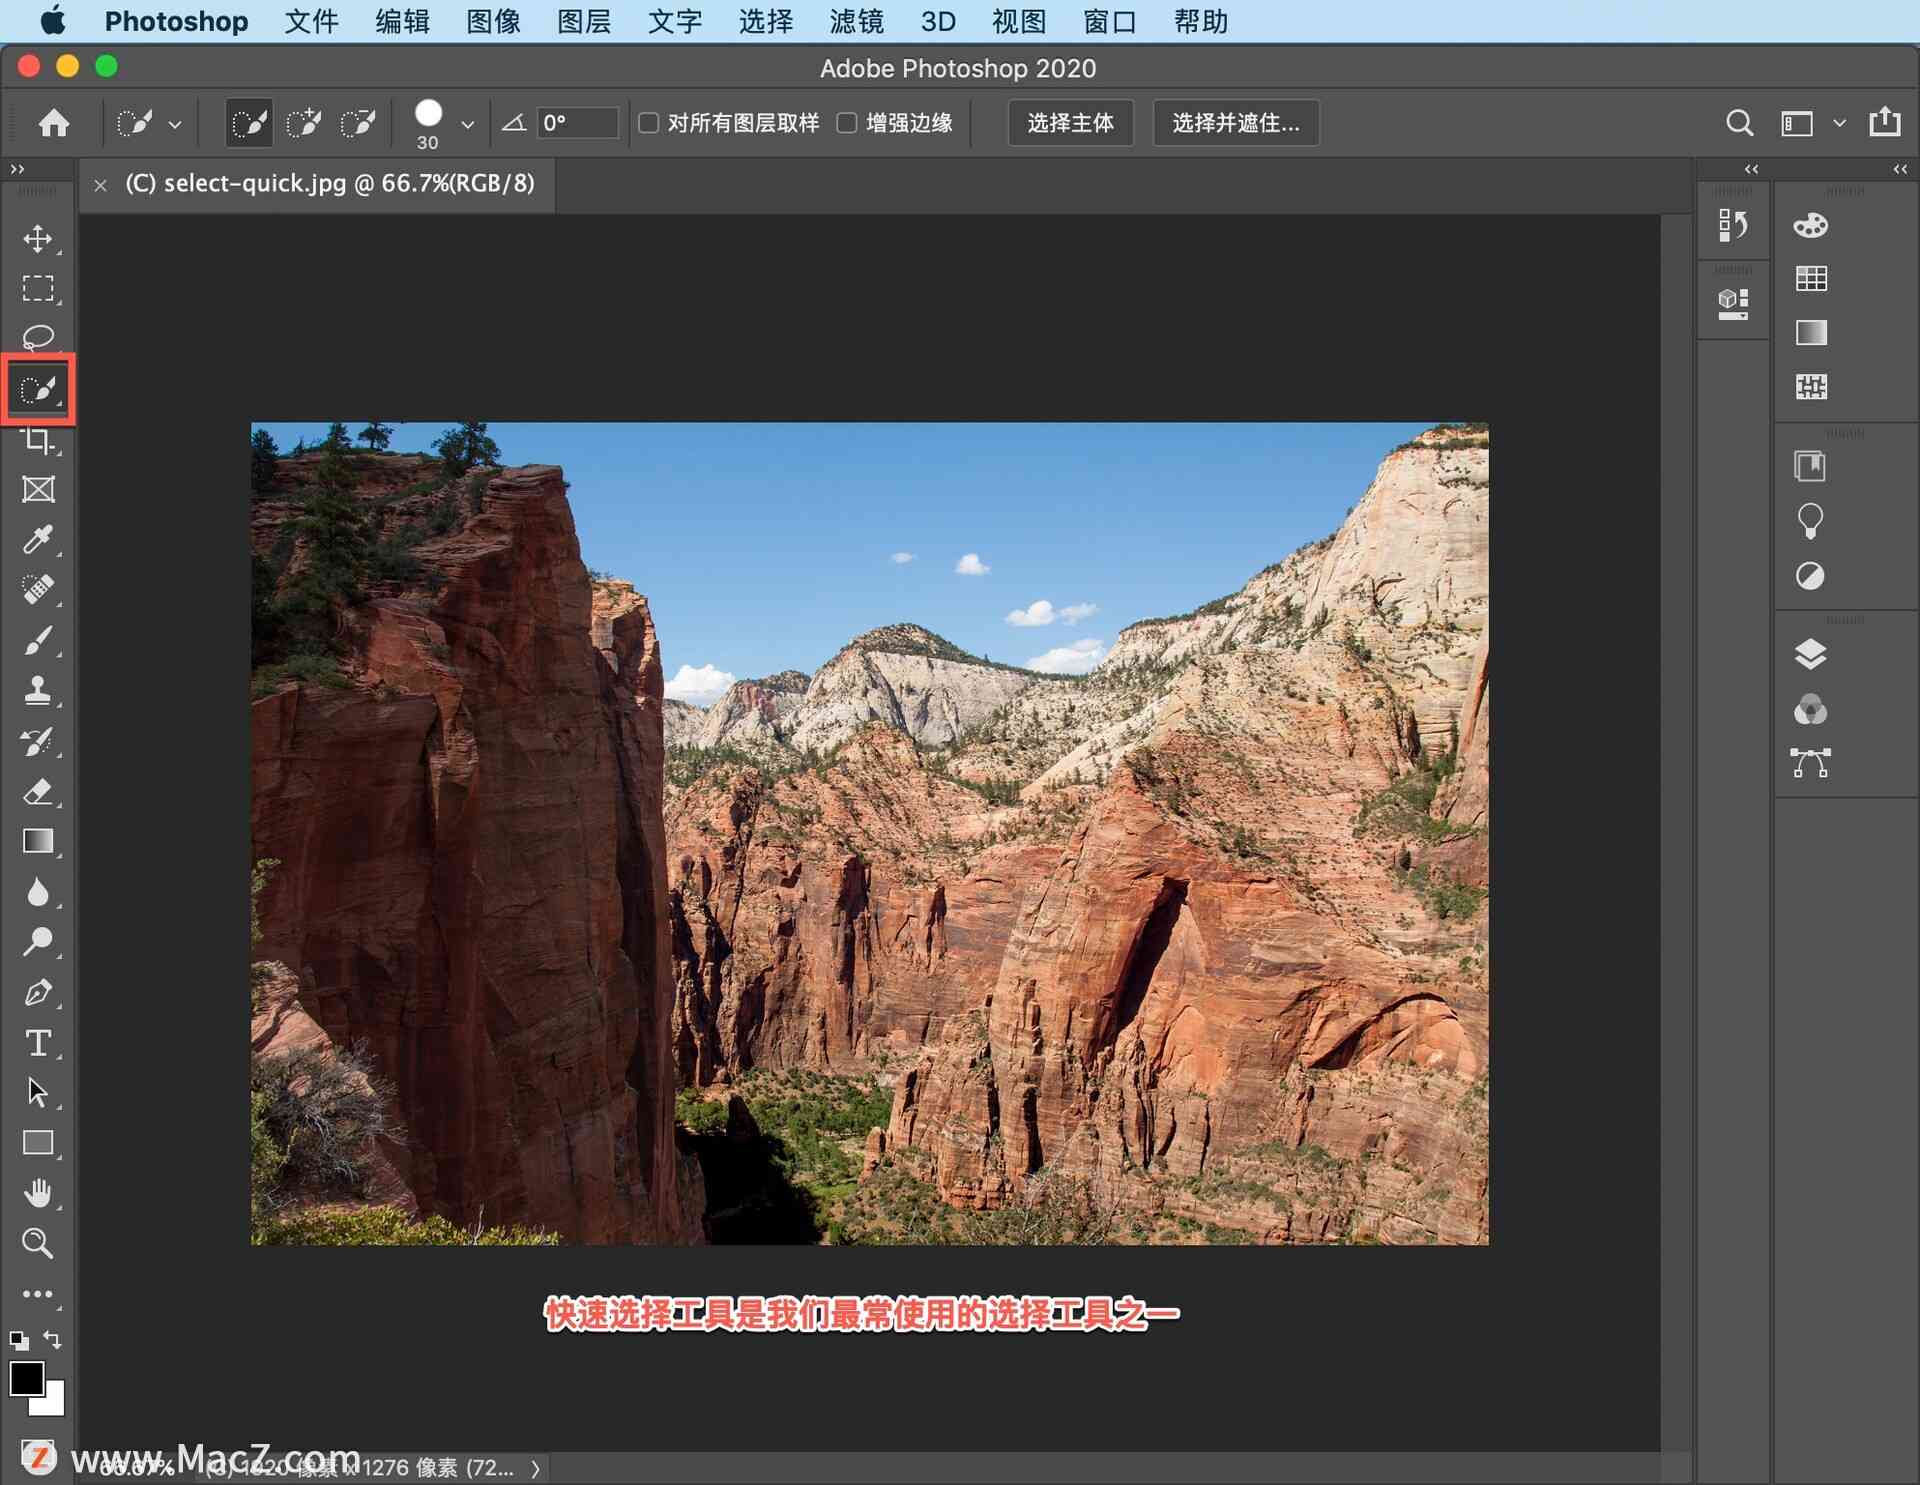 Photoshop 文件 编辑 图像 图层 文字 选择 滤镜 3D 视图 窗口 帮助
Adobe Photoshop 2020
30 0° 对所有图层取样 增强边缘 选择主体 选择并遮住...
× (C) select-quick.jpg @ 66.7%(RGB/8)
快速选择工具是我们最常使用的选择工具之一
www.MacZ.com
66.67% (C) 1920 像素 x 1276 像素 (72...